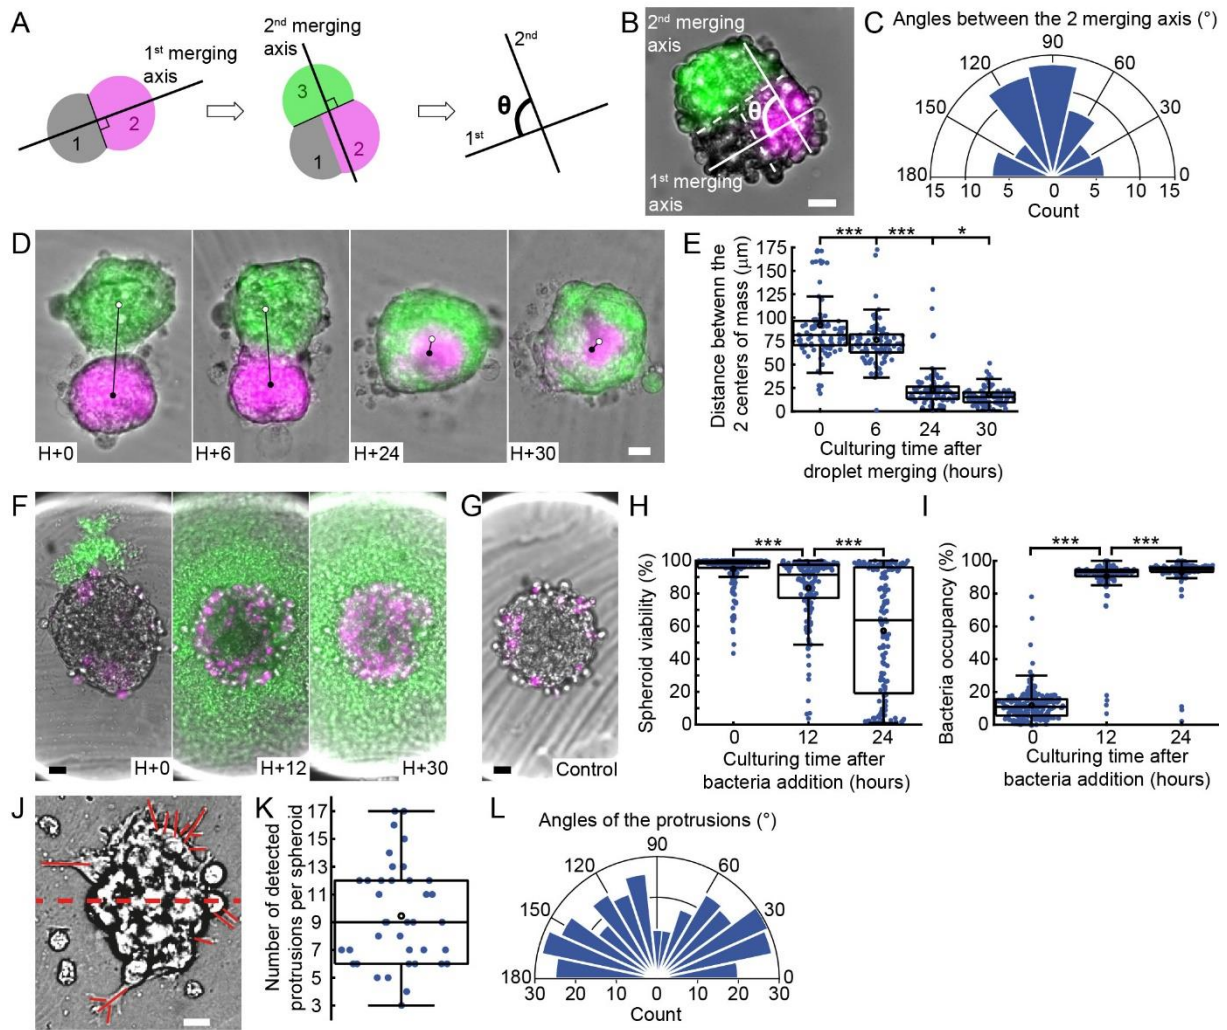 A
1st merging
axis
1
2
2nd merging
axis
3
1
2
2nd
θ
1st
B
2nd merging
axis
θ
1st merging
axis
C
Angles between the 2 merging axis (°)
90
120
60
150
30
180
0
15 10 5 0 5 10 15
Count
D
H+0
H+6
H+24
H+30
E
*** *** *
Distance betwenn the
2 centers of mass (µm)
175
150
125
100
75
50
25
0
0 6 24 30
Culturing time after
droplet merging (hours)
F
H+0
H+12
H+30
G
Control
H
*** ***
Spheroid viability (%)
100
80
60
40
20
0
0 12 24
Culturing time after
bacteria addition (hours)
I
*** ***
Bacteria occupancy (%)
100
80
60
40
20
0
0 12 24
Culturing time after
bacteria addition (hours)
J
K
Number of detected
protrusions per spheroid
17
15
13
11
9
7
5
3
L
Angles of the protrusions (°)
90
120
60
150
30
180
0
30 20 10 0 10 20 30
Count